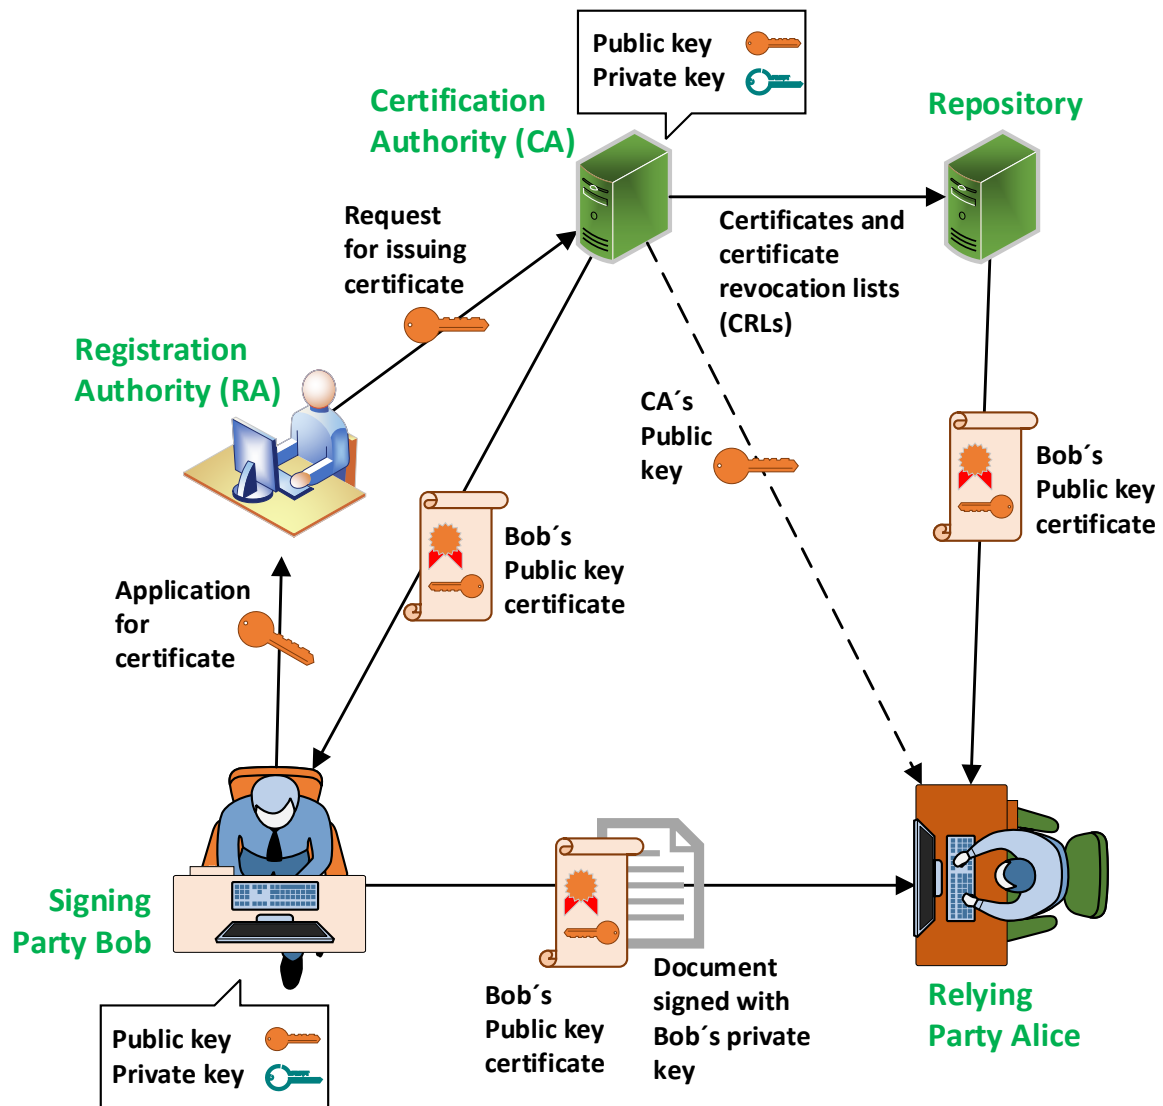 Public key
Private key
Certification
Authority (CA)
Repository
Request
for issuing
certificate
Certificates and
certificate
revocation lists
(CRLs)
Registration
Authority (RA)
CA´s
Public
key
Bob´s
Public key
certificate
Bob´s
Public key
certificate
Application
for
certificate
Signing
Party Bob
Bob´s
Public key
certificate
Document
signed with
Bob´s private
key
Relying
Party Alice
Public key
Private key